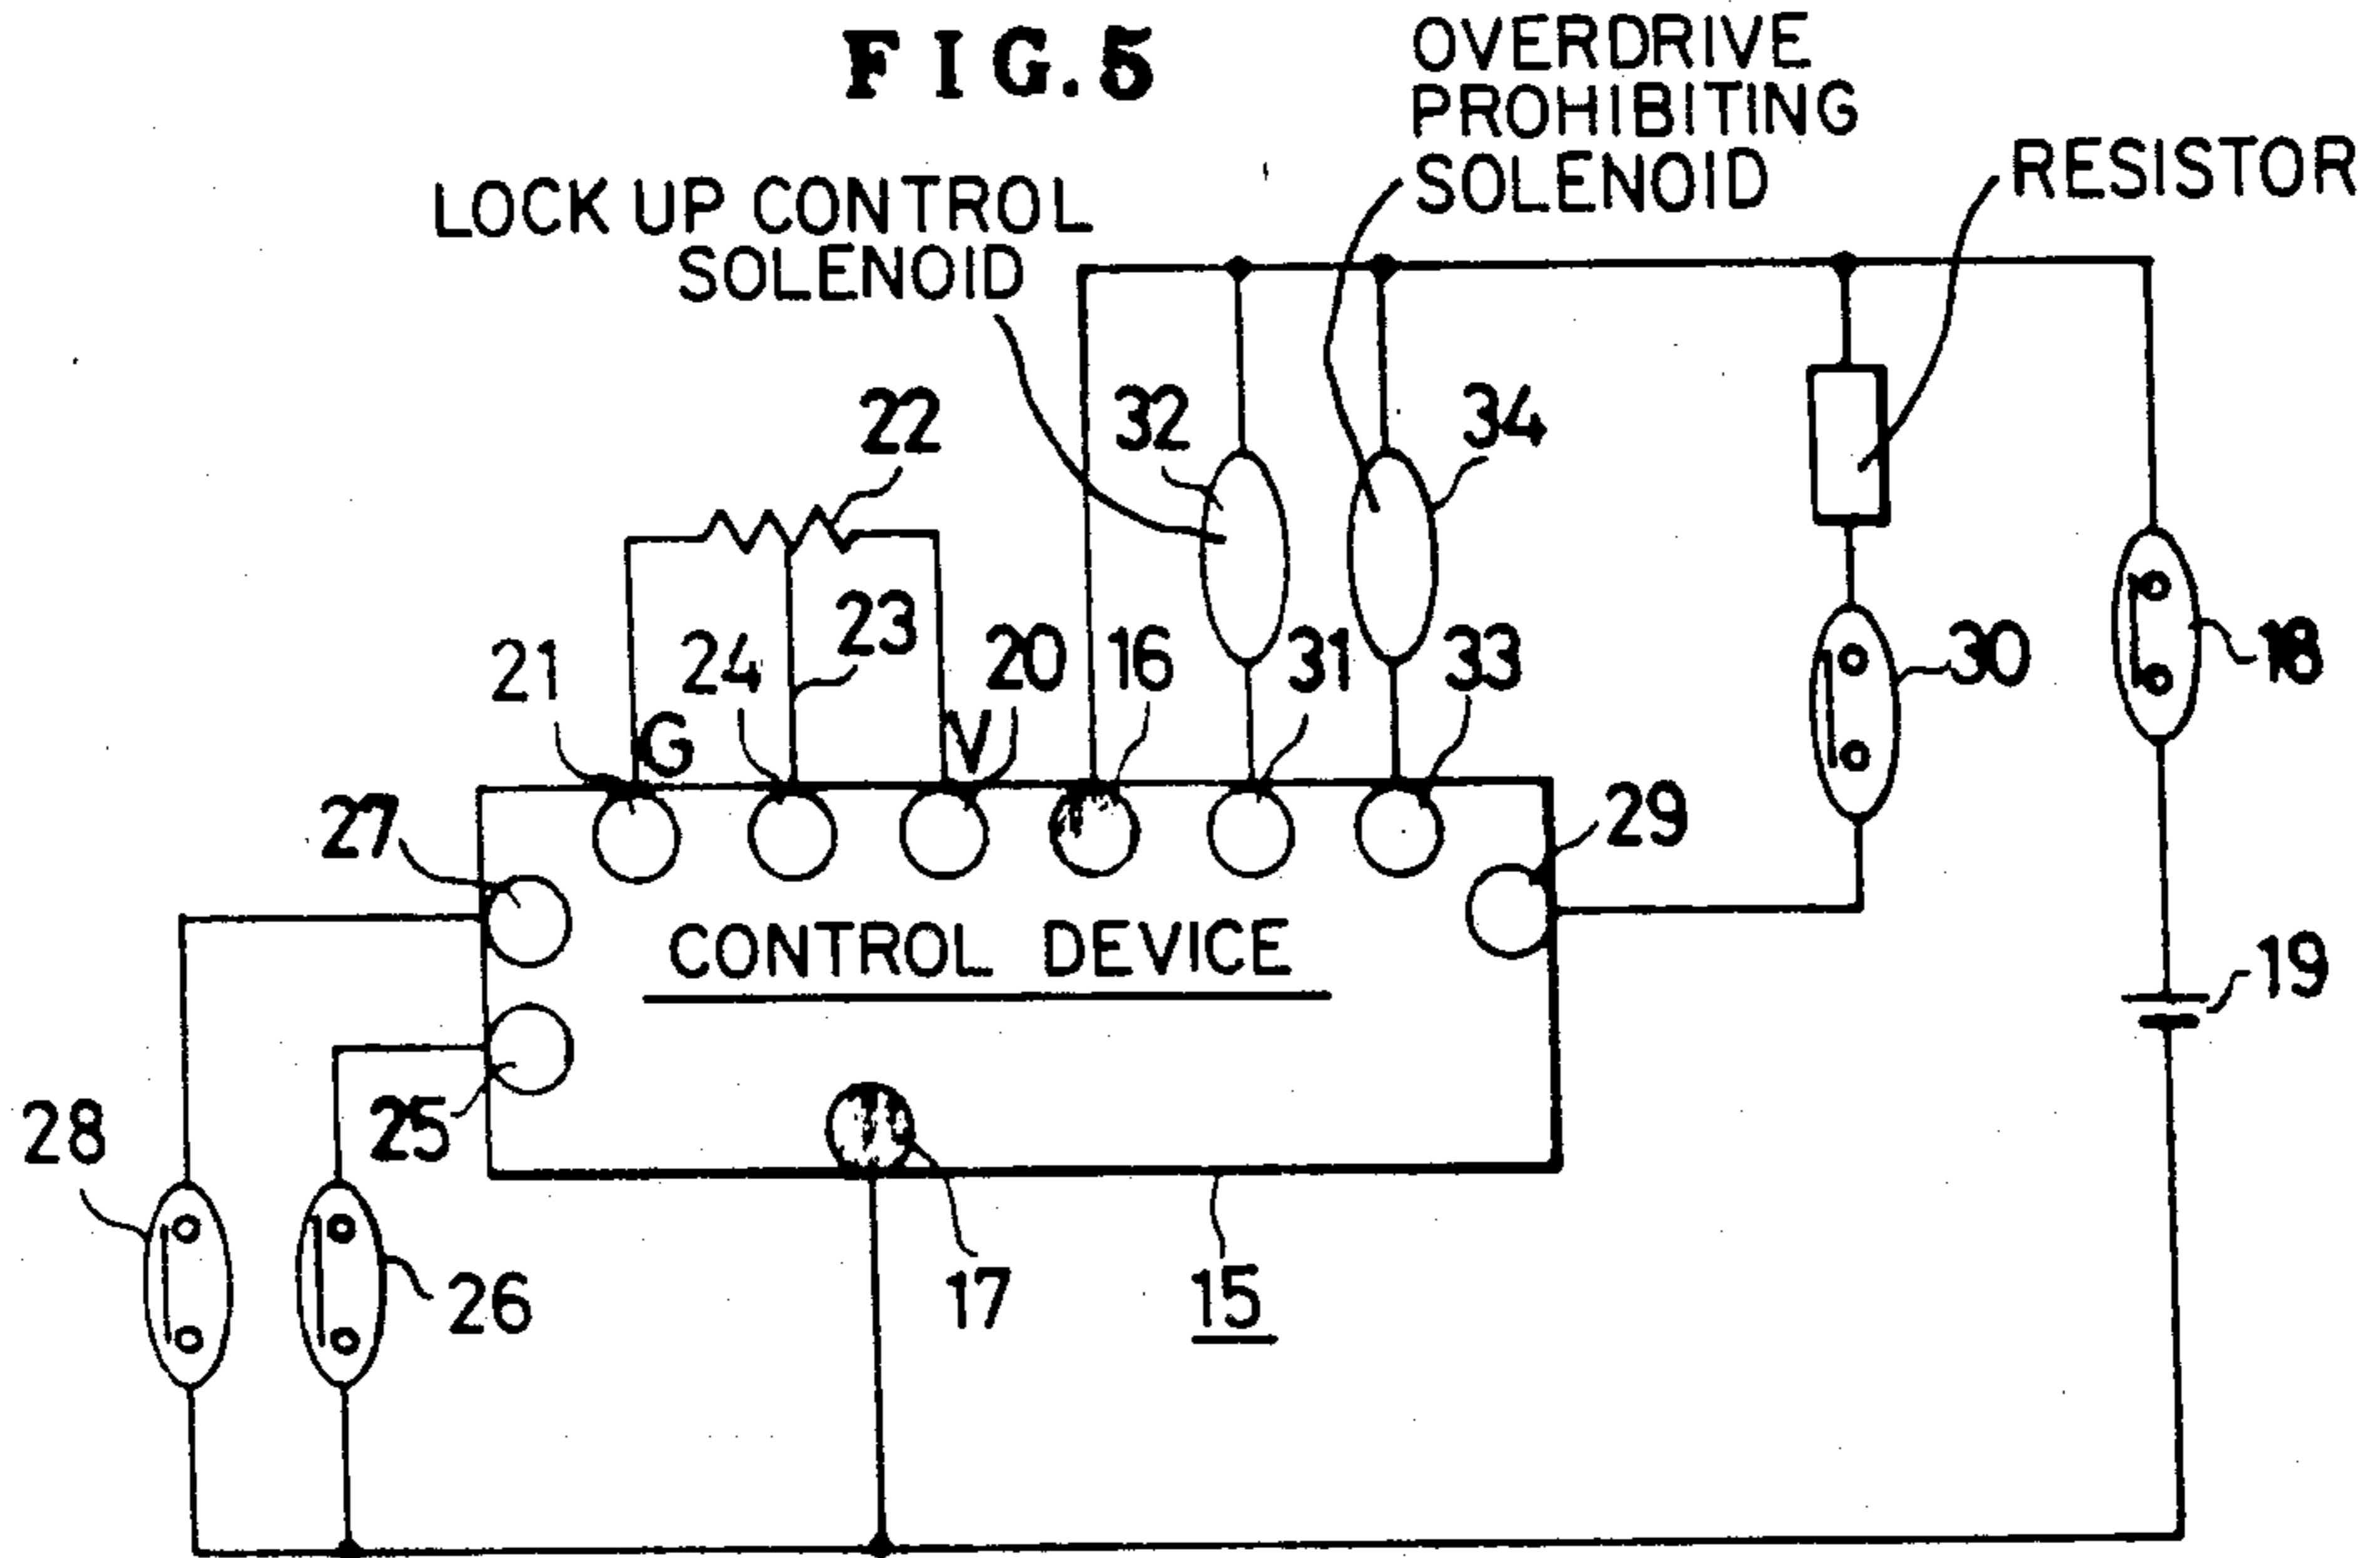 FIG.5
OVERDRIVE
PROHIBITING
SOLENOID
RESISTOR
LOCK UP CONTROL
SOLENOID
22
32
34
21
24
23
20
16
31
33
30
18
G
V
27
29
CONTROL DEVICE
19
28
25
26
17
15